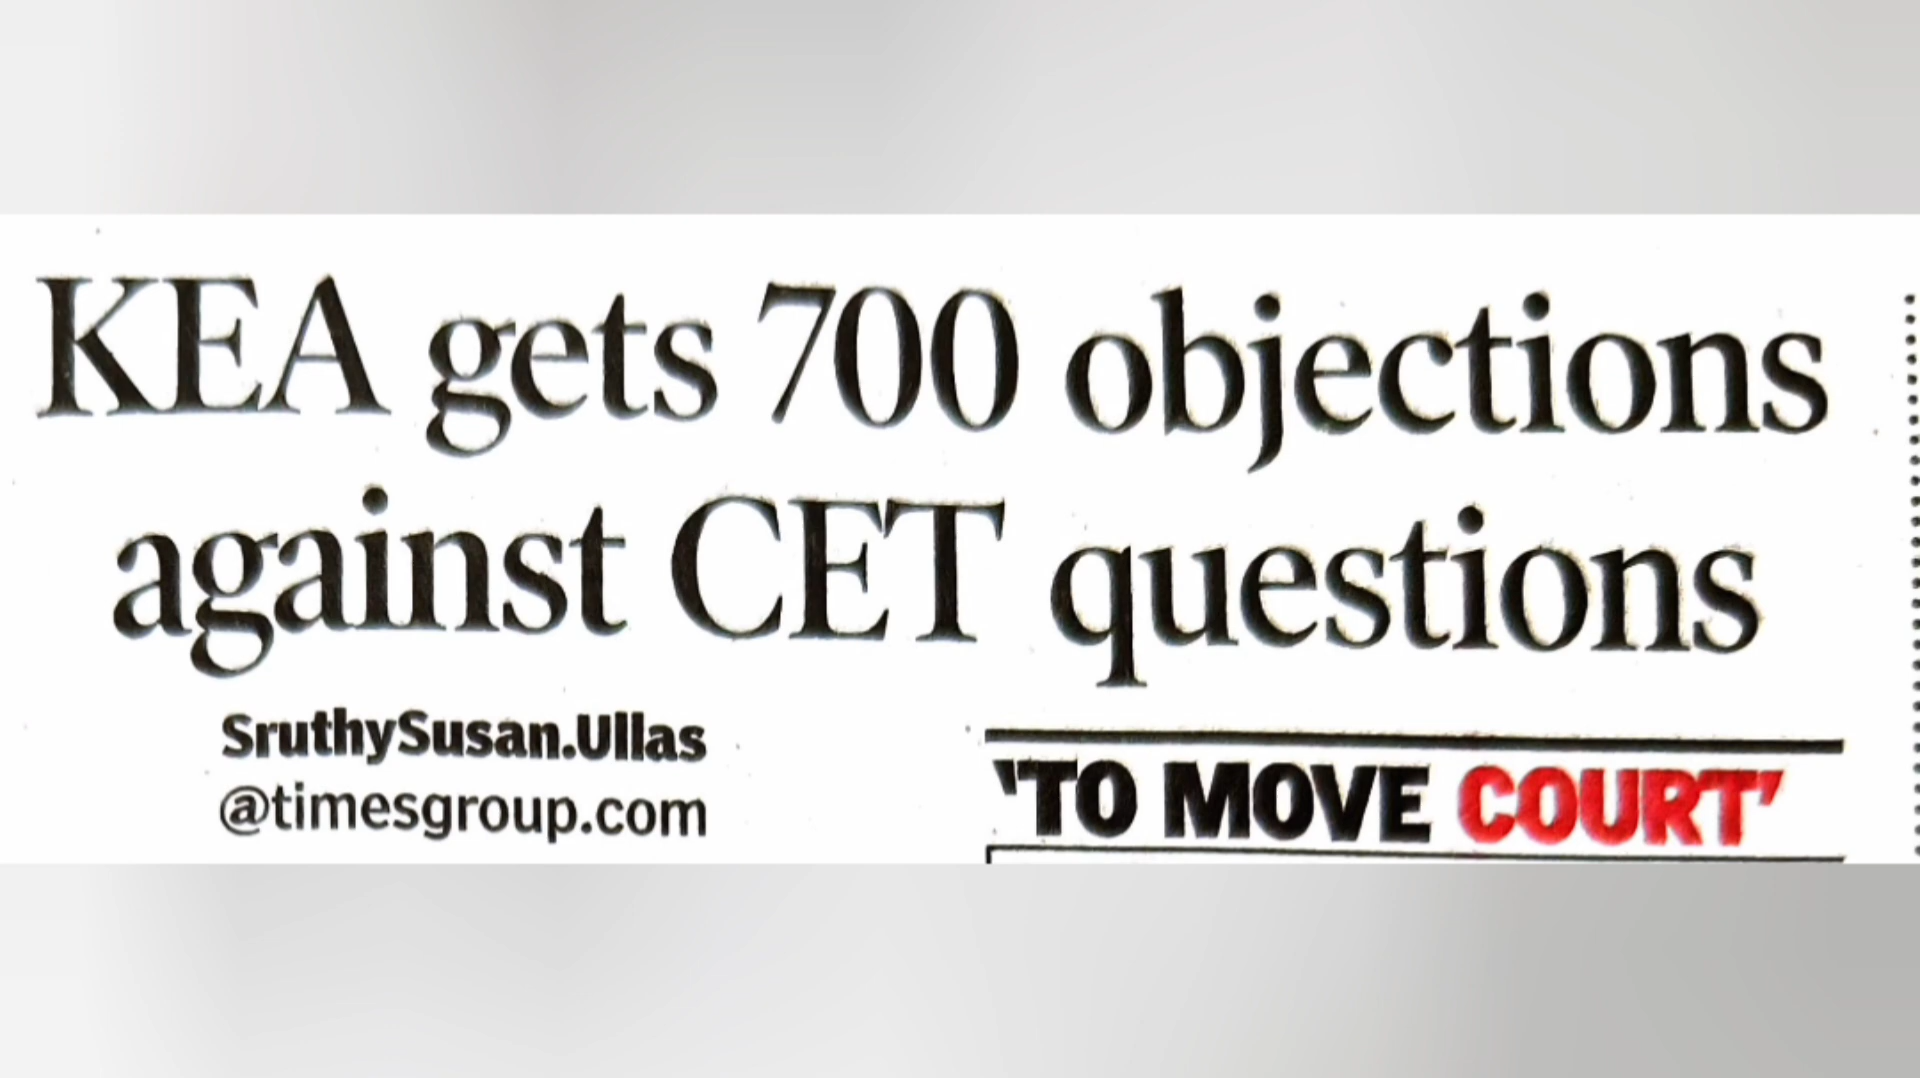 KEA gets 700 objections
against CET questions
SruthySusan.Ullas
@timesgroup.com
'TO MOVE COURT'